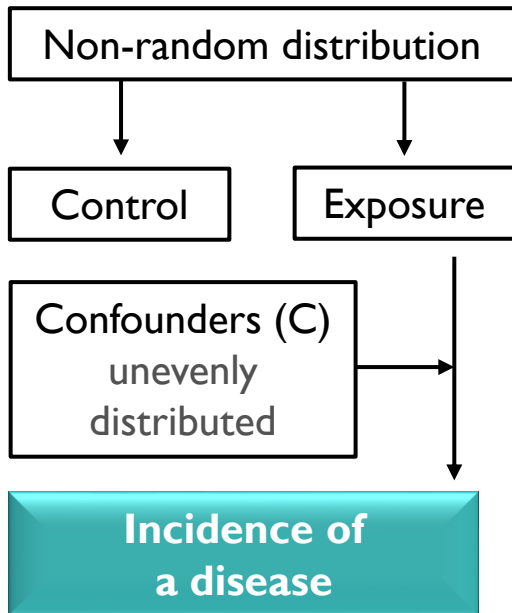 Non-random distribution
Control
Exposure
Confounders (C)
unevenly
distributed
Incidence of
a disease